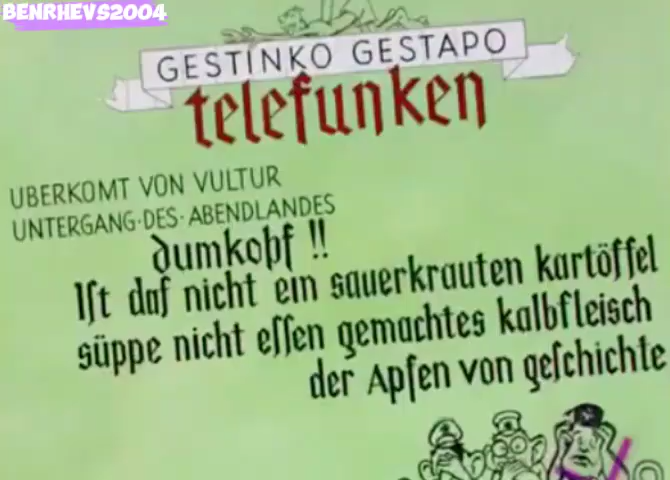 BENRHEVS2004
GESTINKO GESTAPO
telefunken
UBERKOMT VON VULTUR
UNTERGANG·DES·ABENDLANDES
dumkopf !!
Iſt daſ nicht ein sauerkrauten kartöffel
süppe nicht eſſen gemachtes kalbfleisch
der Apfen von geſchichte